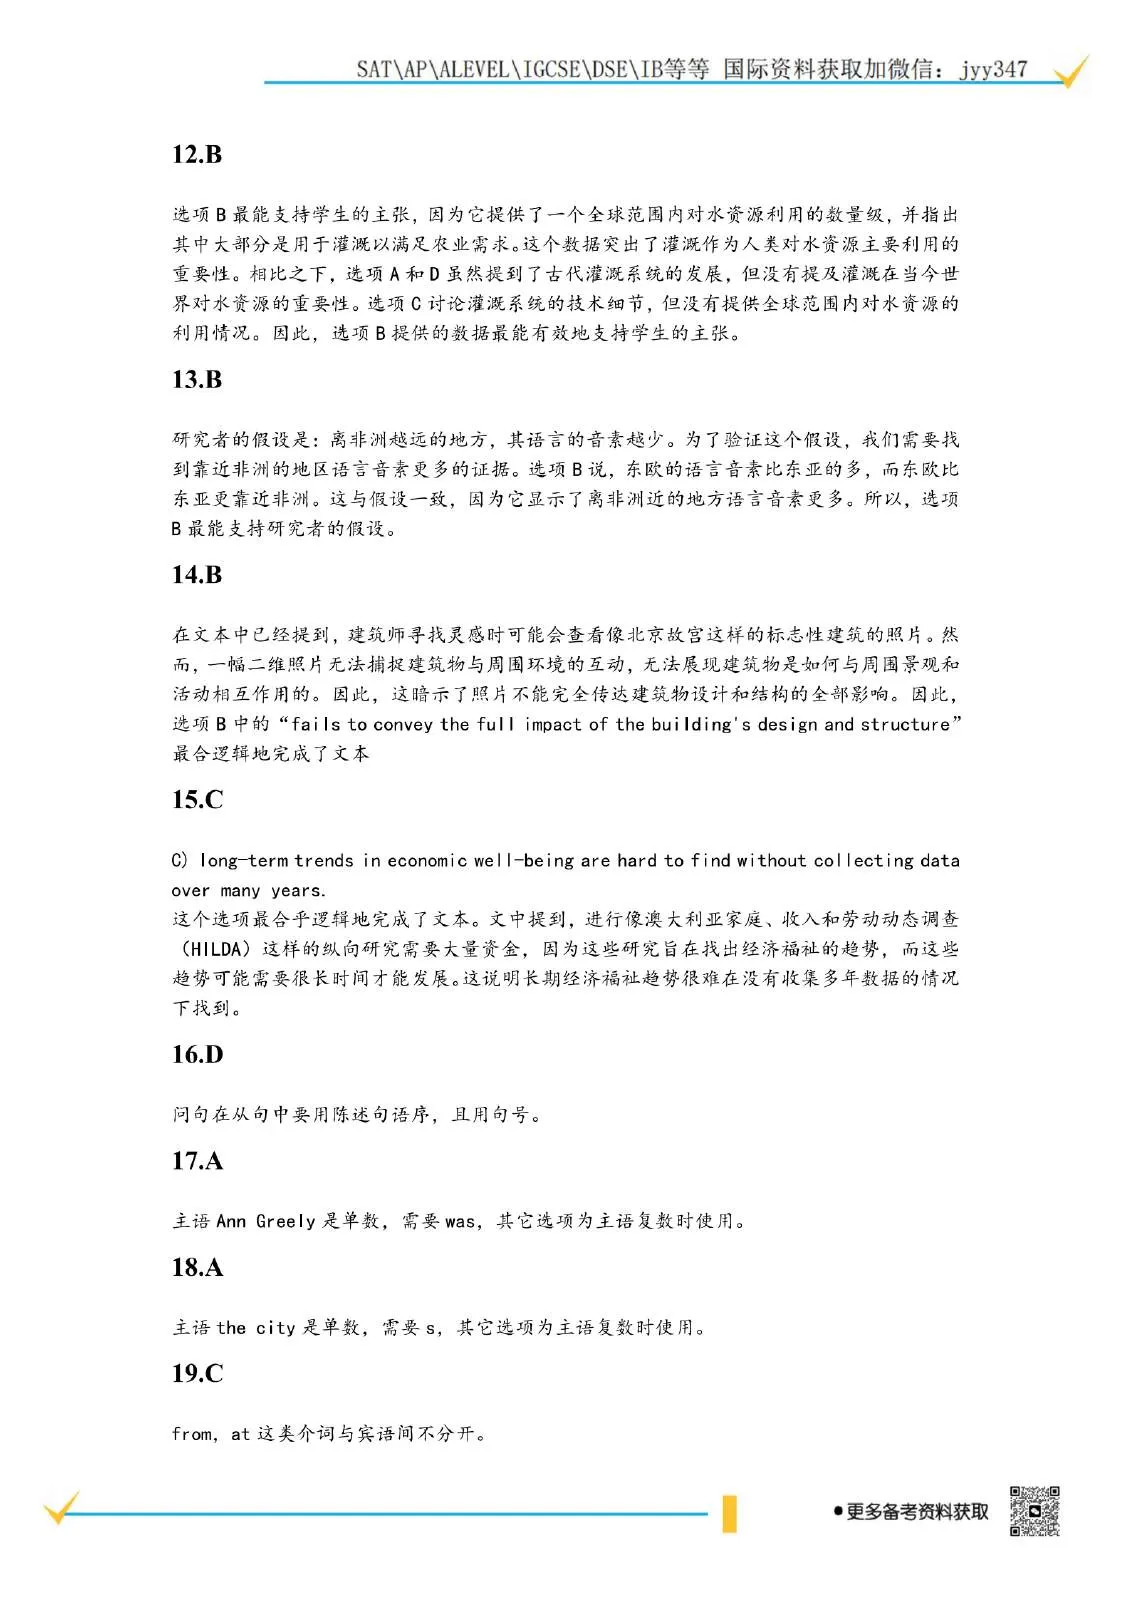 SAT\AP\ALEVEL\IGCSE\DSE\IB等等 国际资料获取加微信：jyy347
12.B
选项 B 最能支持学生的主张，因为它提供了一个全球范围内对水资源利用的数量级，并指出
其中大部分是用于灌溉以满足农业需求。这个数据突出了灌溉作为人类对水资源主要利用的
重要性。相比之下，选项 A 和 D 虽然提到了古代灌溉系统的发展，但没有提及灌溉在当今世
界对水资源的重要性。选项 C 讨论灌溉系统的技术细节，但没有提供全球范围内对水资源的
利用情况。因此，选项 B 提供的数据最能有效地支持学生的主张。
13.B
研究者的假设是：离非洲越远的地方，其语言的音素越少。为了验证这个假设，我们需要找
到靠近非洲的地区语言音素更多的证据。选项 B 说，东欧的语言音素比东亚的多，而东欧比
东亚更靠近非洲。这与假设一致，因为它显示了离非洲近的地方语言音素更多。所以，选项
B 最能支持研究者的假设。
14.B
在文本中已经提到，建筑师寻找灵感时可能会查看像北京故宫这样的标志性建筑的照片。然
而，一幅二维照片无法捕捉建筑物与周围环境的互动，无法展现建筑物是如何与周围景观和
活动相互作用的。因此，这暗示了照片不能完全传达建筑物设计和结构的全部影响。因此，
选项 B 中的“fails to convey the full impact of the building's design and structure”
最合逻辑地完成了文本
15.C
C) long-term trends in economic well-being are hard to find without collecting data
over many years.
这个选项最合乎逻辑地完成了文本。文中提到，进行像澳大利亚家庭、收入和劳动动态调查
（HILDA）这样的纵向研究需要大量资金，因为这些研究旨在找出经济福祉的趋势，而这些
趋势可能需要很长时间才能发展。这说明长期经济福祉趋势很难在没有收集多年数据的情况
下找到。
16.D
问句在从句中要用陈述句语序，且用句号。
17.A
主语 Ann Greely 是单数，需要 was，其它选项为主语复数时使用。
18.A
主语 the city 是单数，需要 s，其它选项为主语复数时使用。
19.C
from，at 这类介词与宾语间不分开。
●更多备考资料获取